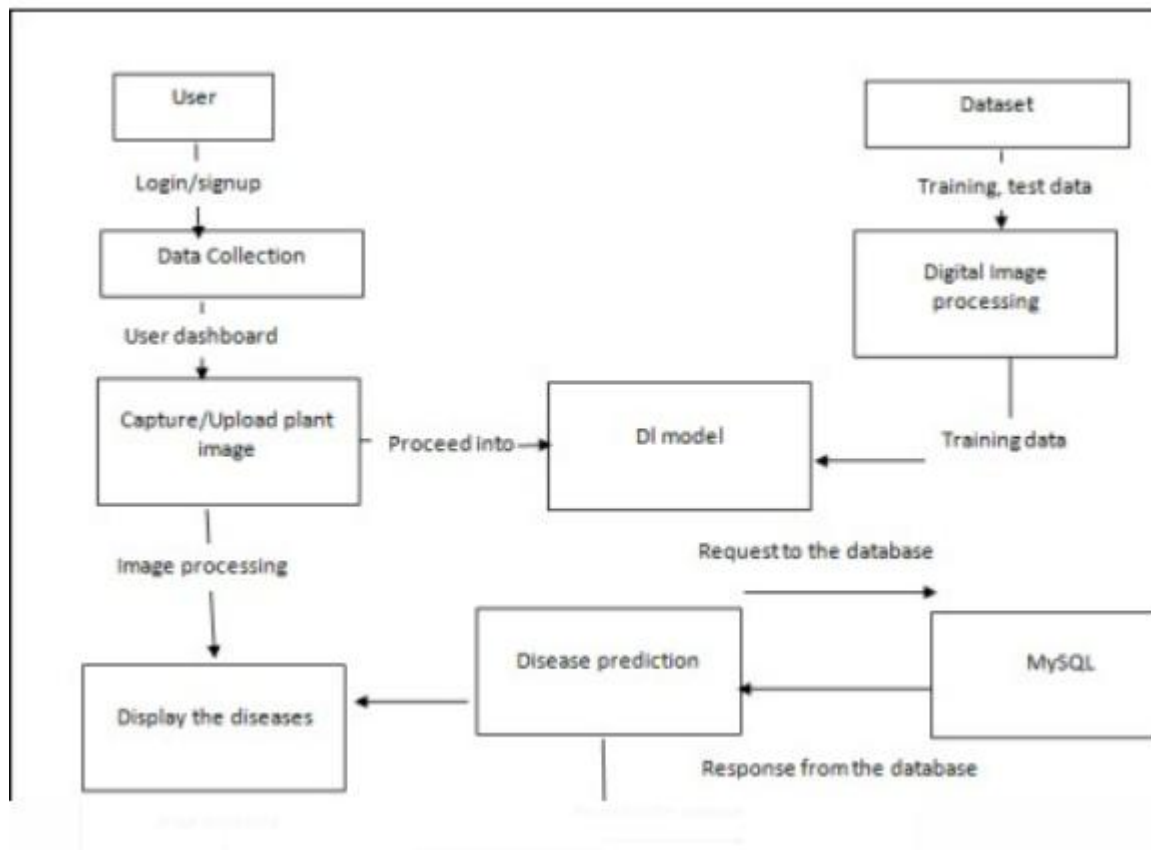 User
Dataset
Login/signup
Training, test data
Data Collection
Digital Image
processing
User dashboard
Capture/Upload plant
image
Proceed into
Dl model
Training data
Request to the database
Image processing
Disease prediction
MySQL
Display the diseases
Response from the database